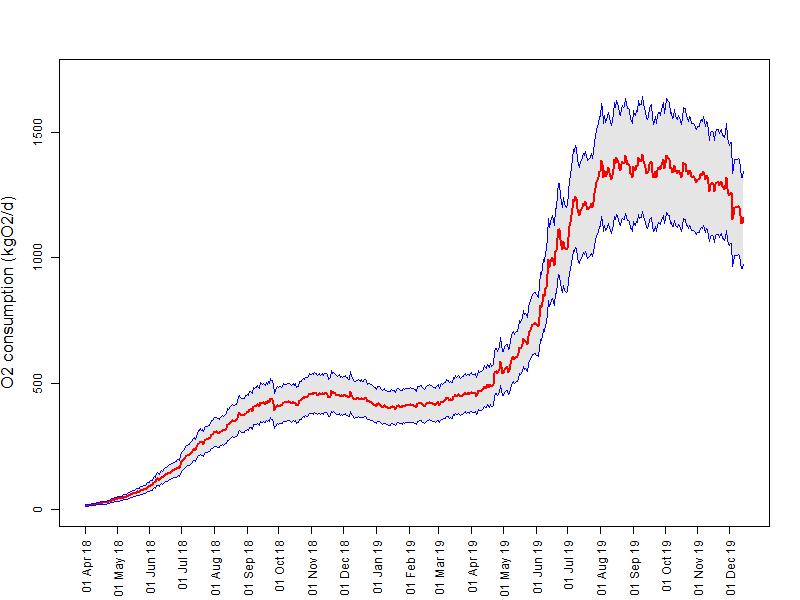 O2 consumption (kgO2/d)
1500
1000
500
0
01 Apr 18
01 May 18
01 Jun 18
01 Jul 18
01 Aug 18
01 Sep 18
01 Oct 18
01 Nov 18
01 Dec 18
01 Jan 19
01 Feb 19
01 Mar 19
01 Apr 19
01 May 19
01 Jun 19
01 Jul 19
01 Aug 19
01 Sep 19
01 Oct 19
01 Nov 19
01 Dec 19